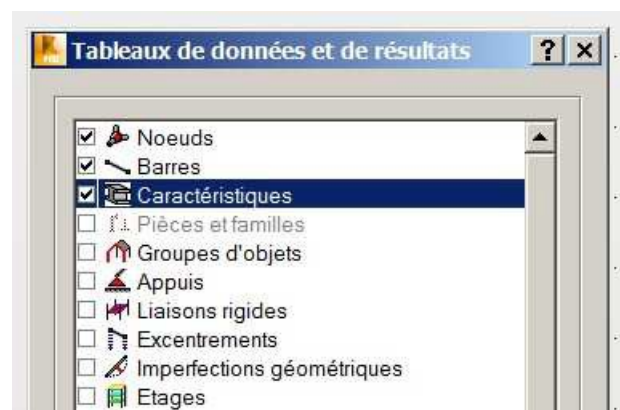 Tableaux de données et de résultats
Noeuds
Barres
Caractéristiques
Pièces et familles
Groupes d'objets
Appuis
Liaisons rigides
Excentrements
Imperfections géométriques
Etages